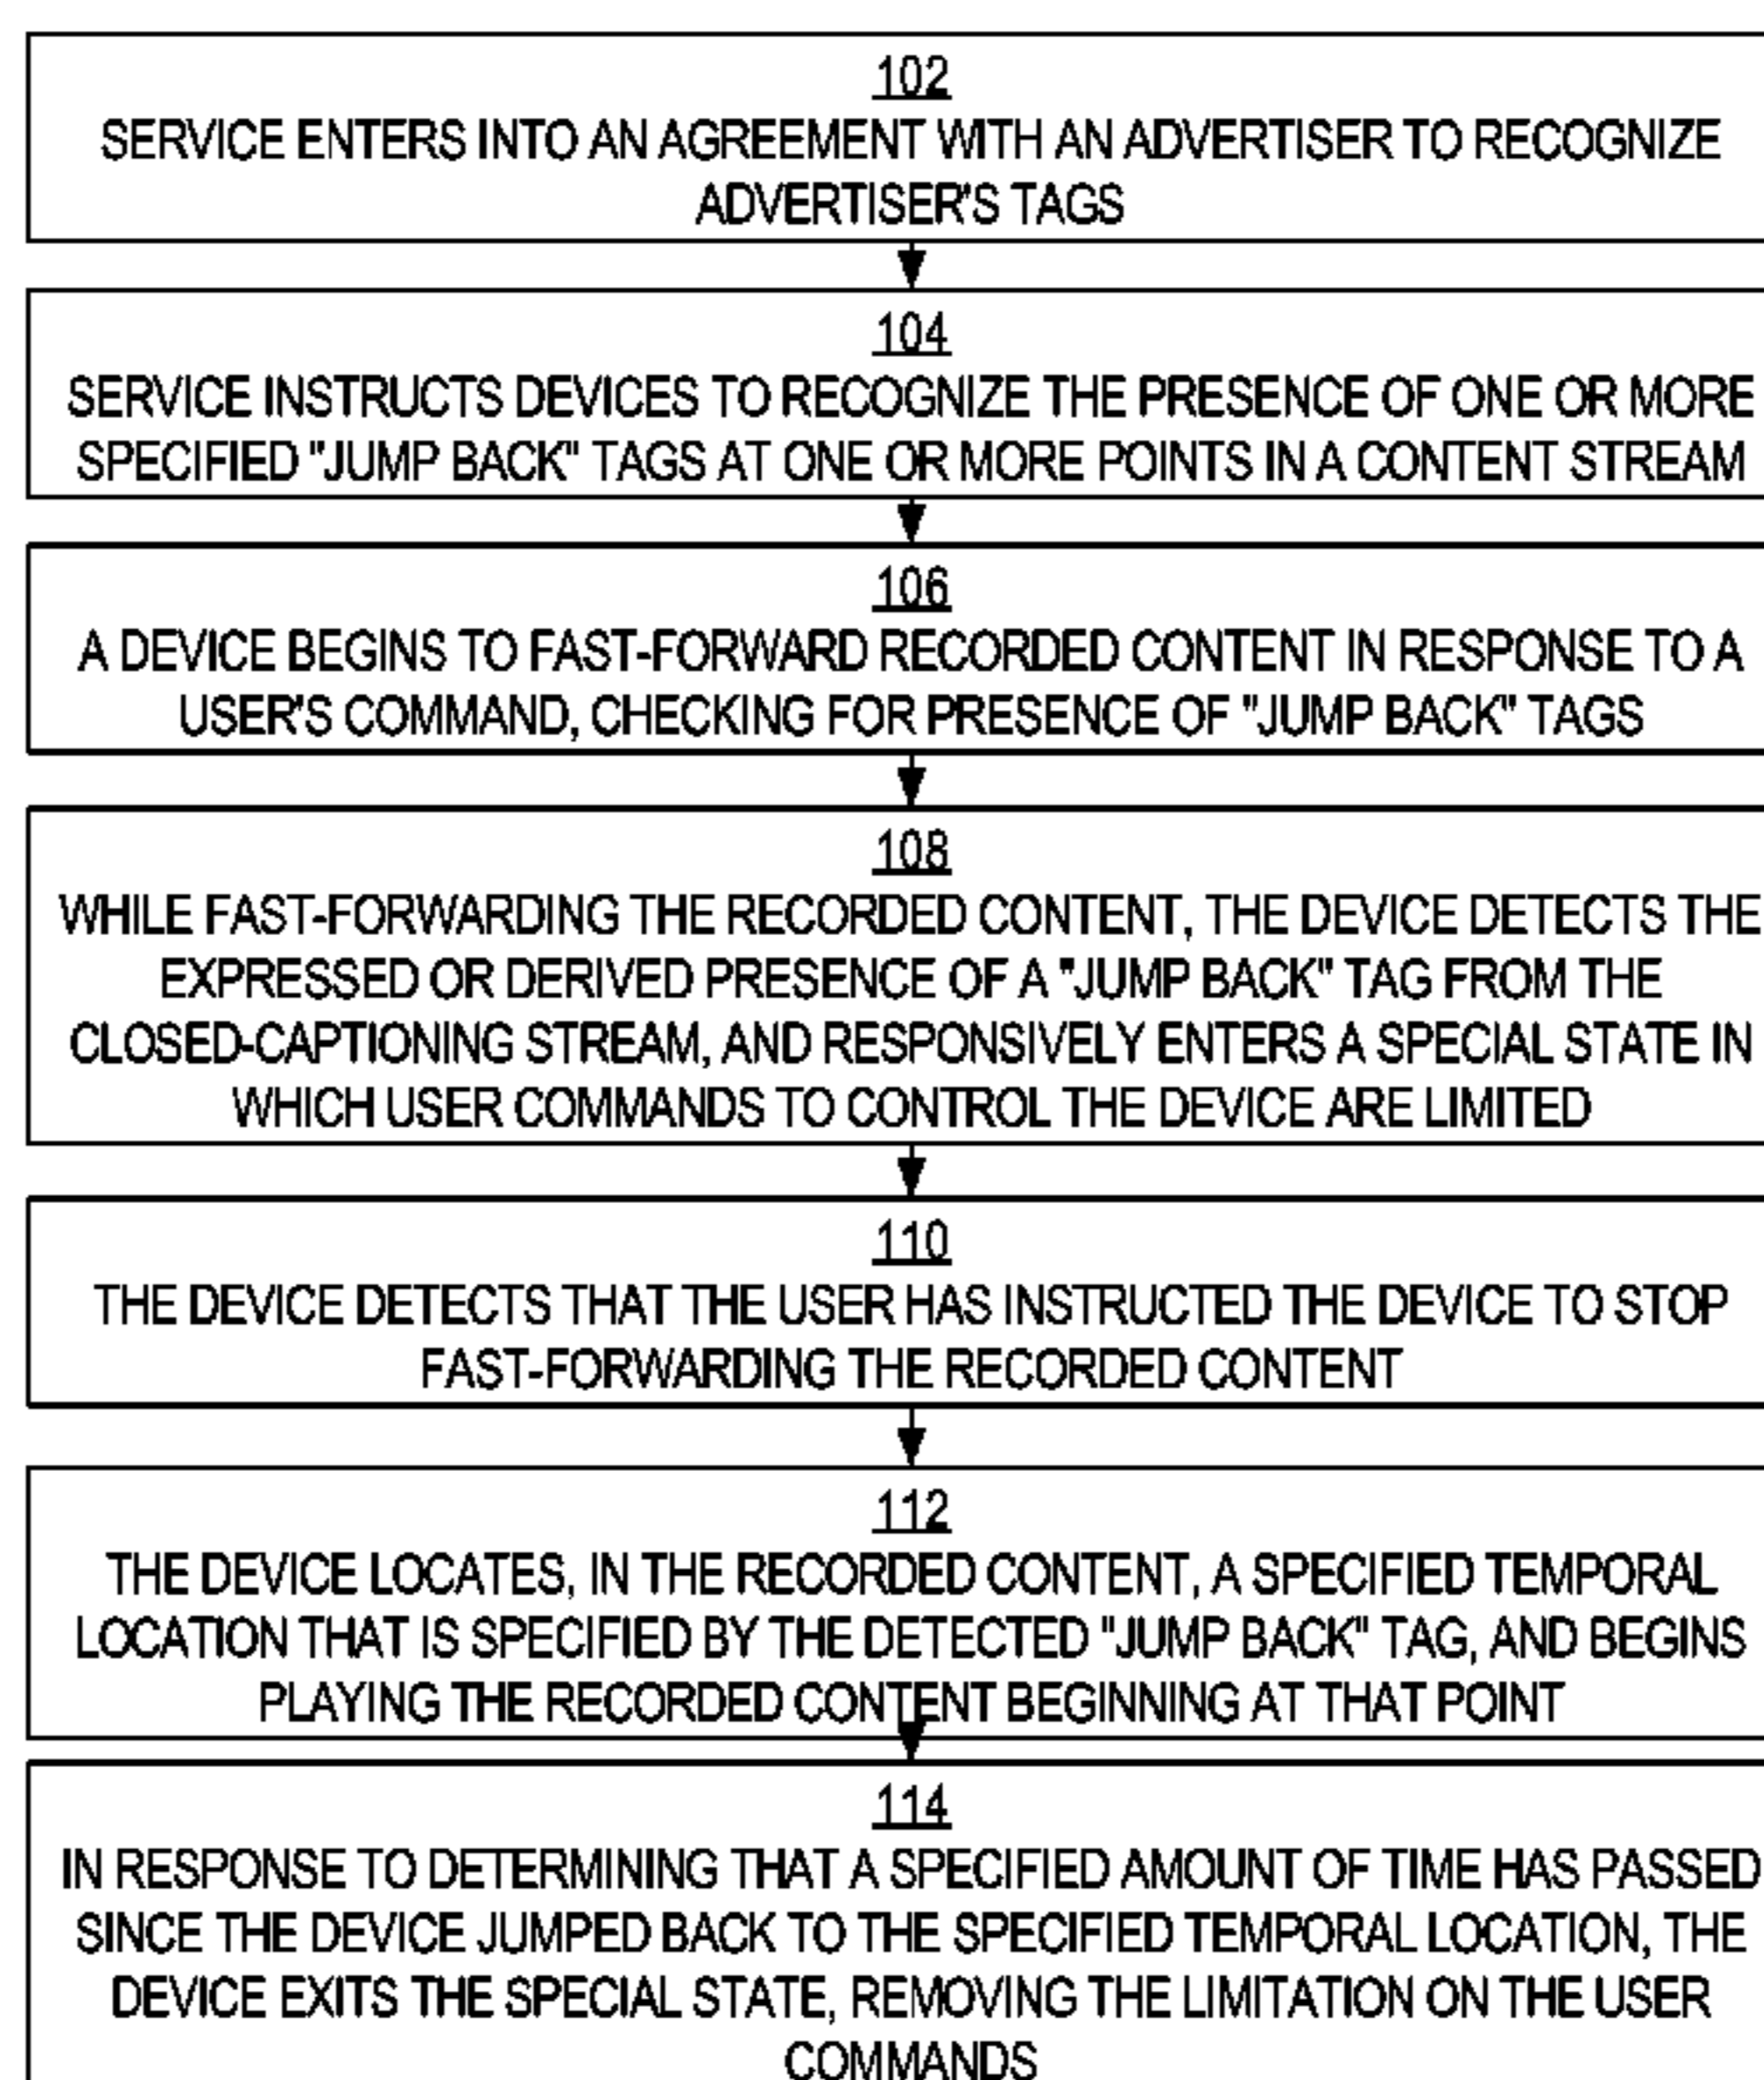 102
SERVICE ENTERS INTO AN AGREEMENT WITH AN ADVERTISER TO RECOGNIZE
ADVERTISER'S TAGS
104
SERVICE INSTRUCTS DEVICES TO RECOGNIZE THE PRESENCE OF ONE OR MORE
SPECIFIED "JUMP BACK" TAGS AT ONE OR MORE POINTS IN A CONTENT STREAM
106
A DEVICE BEGINS TO FAST-FORWARD RECORDED CONTENT IN RESPONSE TO A
USER'S COMMAND, CHECKING FOR PRESENCE OF "JUMP BACK" TAGS
108
WHILE FAST-FORWARDING THE RECORDED CONTENT, THE DEVICE DETECTS THE
EXPRESSED OR DERIVED PRESENCE OF A "JUMP BACK" TAG FROM THE
CLOSED-CAPTIONING STREAM, AND RESPONSIVELY ENTERS A SPECIAL STATE IN
WHICH USER COMMANDS TO CONTROL THE DEVICE ARE LIMITED
110
THE DEVICE DETECTS THAT THE USER HAS INSTRUCTED THE DEVICE TO STOP
FAST-FORWARDING THE RECORDED CONTENT
112
THE DEVICE LOCATES, IN THE RECORDED CONTENT, A SPECIFIED TEMPORAL
LOCATION THAT IS SPECIFIED BY THE DETECTED "JUMP BACK" TAG, AND BEGINS
PLAYING THE RECORDED CONTENT BEGINNING AT THAT POINT
114
IN RESPONSE TO DETERMINING THAT A SPECIFIED AMOUNT OF TIME HAS PASSED
SINCE THE DEVICE JUMPED BACK TO THE SPECIFIED TEMPORAL LOCATION, THE
DEVICE EXITS THE SPECIAL STATE, REMOVING THE LIMITATION ON THE USER
COMMANDS